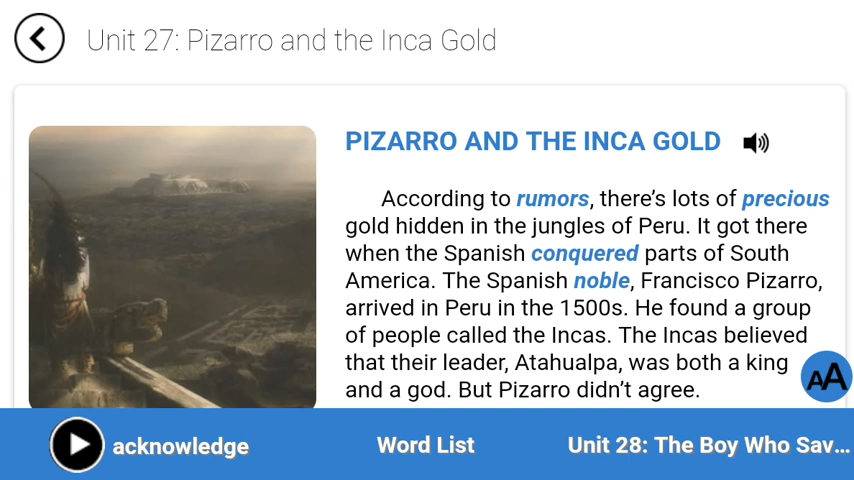 Unit 27: Pizarro and the Inca Gold
PIZARRO AND THE INCA GOLD
According to rumors, there's lots of precious
gold hidden in the jungles of Peru. It got there
when the Spanish conquered parts of South
America. The Spanish noble, Francisco Pizarro,
arrived in Peru in the 1500s. He found a group
of people called the Incas. The Incas believed
that their leader, Atahualpa, was both a king
and a god. But Pizarro didn't agree.
AA
acknowledge
Word List
Unit 28: The Boy Who Sav...